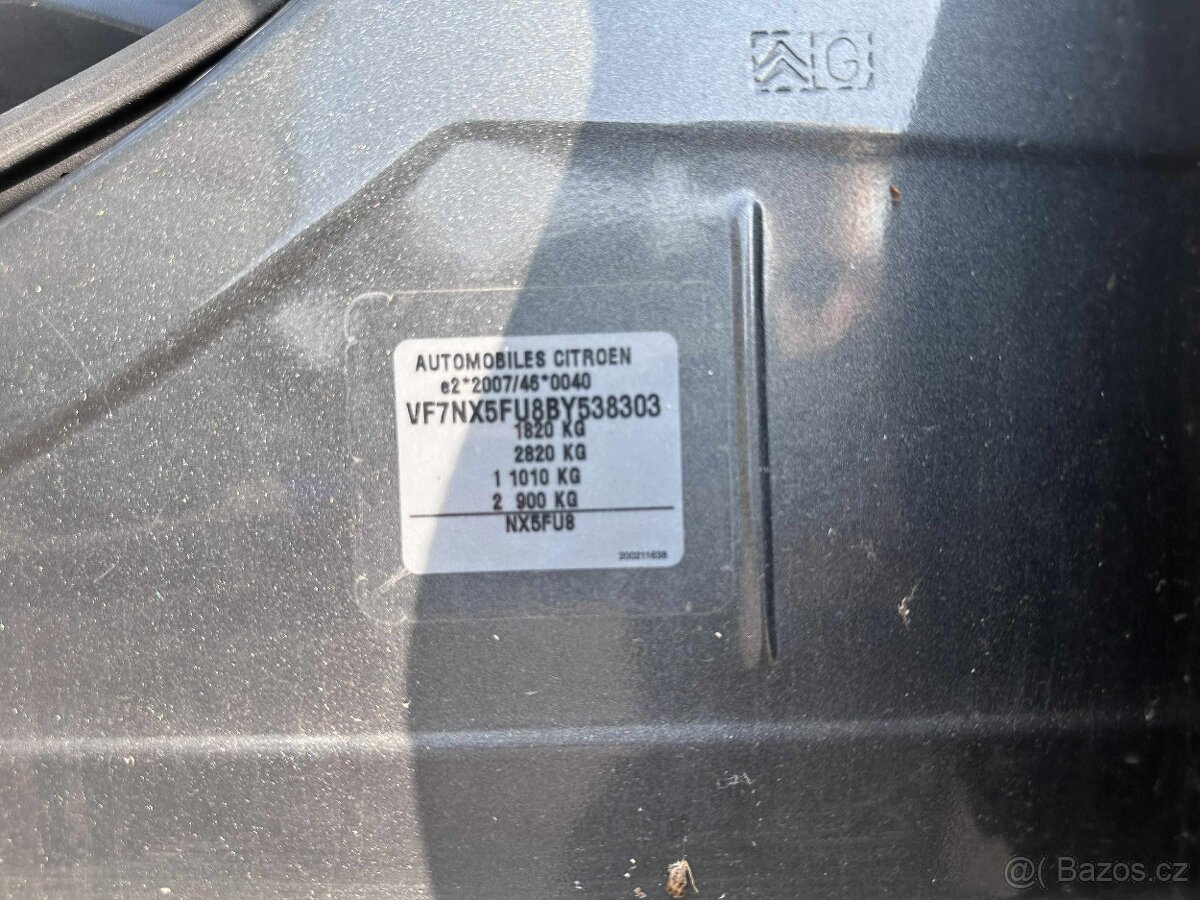 G
AUTOMOBILES CITROEN
e2*2007/46*0040
VF7NX5FU8BY538303
1820 KG
2820 KG
1 1010 KG
2 900 KG
NX5FU8
200211638
@( Bazos.cz